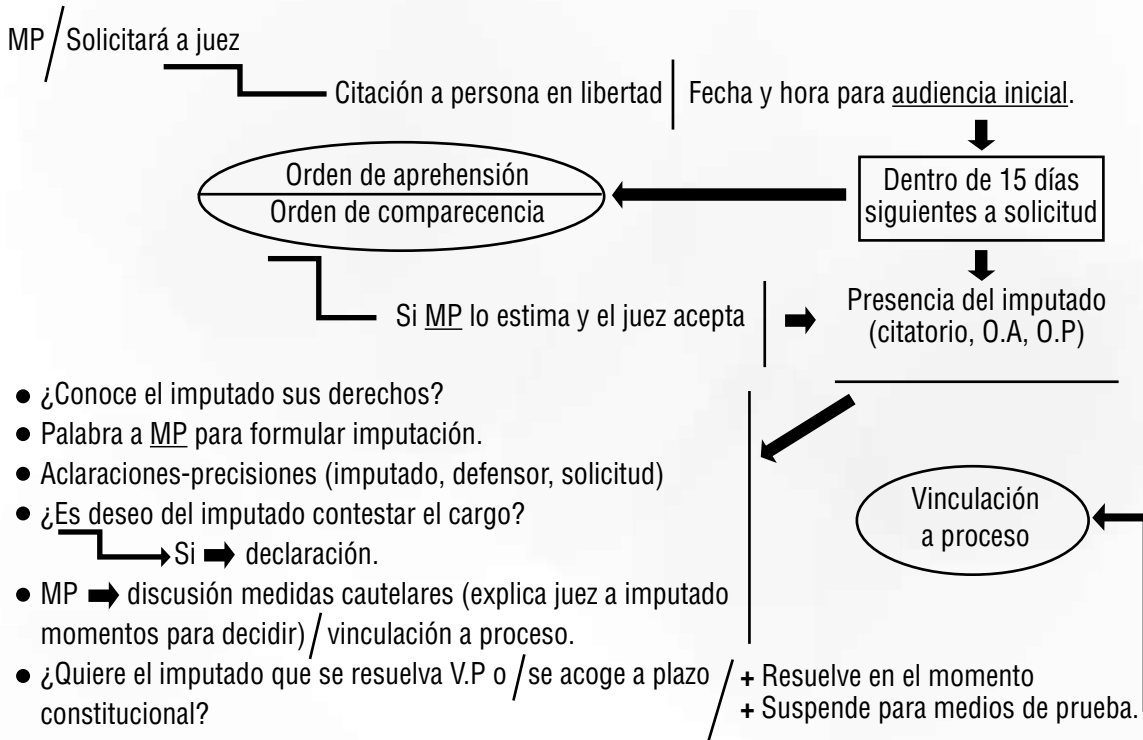 MP / Solicitará a juez
Citación a persona en libertad
Fecha y hora para audiencia inicial.
Orden de aprehensión
Orden de comparecencia
Dentro de 15 días
siguientes a solicitud
Si MP lo estima y el juez acepta
Presencia del imputado
(citatorio, O.A, O.P)
● ¿Conoce el imputado sus derechos?
● Palabra a MP para formular imputación.
● Aclaraciones-precisiones (imputado, defensor, solicitud)
● ¿Es deseo del imputado contestar el cargo?
Si ➡ declaración.
● MP ➡ discusión medidas cautelares (explica juez a imputado
momentos para decidir) / vinculación a proceso.
● ¿Quiere el imputado que se resuelva V.P o / se acoge a plazo
constitucional?
Vinculación
a proceso
+ Resuelve en el momento
+ Suspende para medios de prueba.